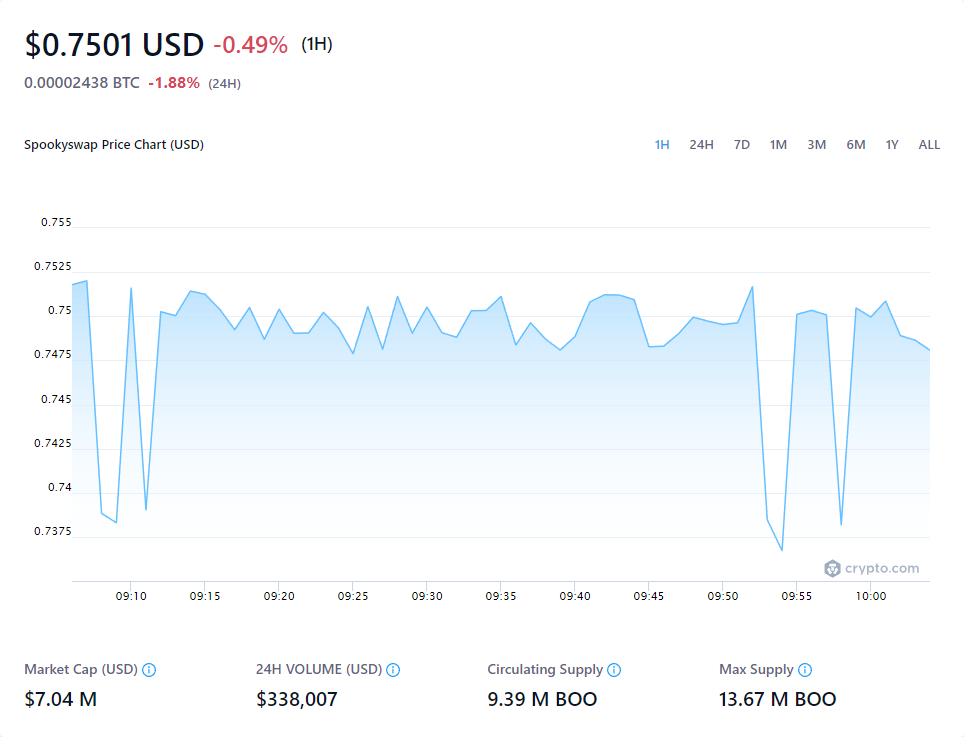 $0.7501 USD -0.49% (1H)
0.00002438 BTC -1.88% (24H)
Spookyswap Price Chart (USD) 1H 24H 7D 1M 3M 6M 1Y ALL
0.755
0.7525
0.75
0.7475
0.745
0.7425
0.74
0.7375
crypto.com
09:10 09:15 09:20 09:25 09:30 09:35 09:40 09:45 09:50 09:55 10:00
Market Cap (USD) 24H VOLUME (USD) Circulating Supply Max Supply
$7.04 M $338,007 9.39 M BOO 13.67 M BOO